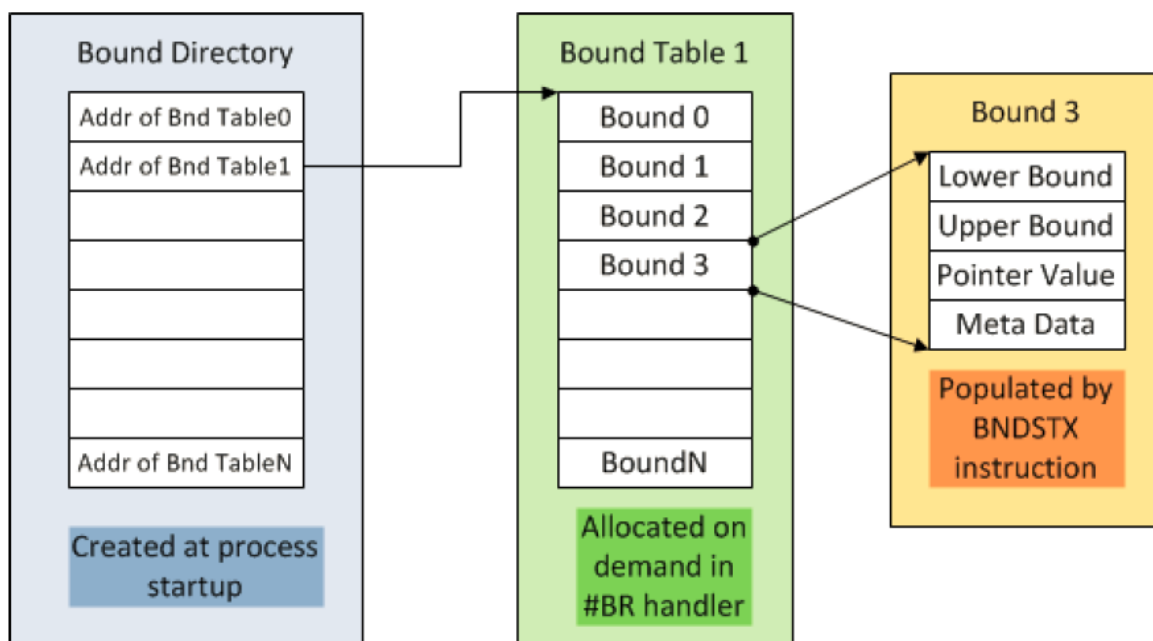 Bound Directory
Addr of Bnd Table0
Addr of Bnd Table1
Addr of Bnd TableN
Created at process
startup
Bound Table 1
Bound 0
Bound 1
Bound 2
Bound 3
BoundN
Allocated on
demand in
#BR handler
Bound 3
Lower Bound
Upper Bound
Pointer Value
Meta Data
Populated by
BNDSTX
instruction